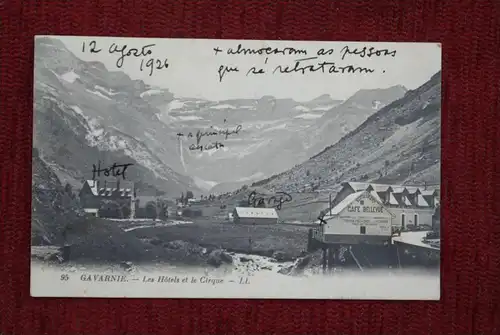 12 Agosto
1926
+ almoçaram as pessoas
que se retrataram.
+ a principal
Hotel
CAFÉ BELLEVUE
95 GAVARNIE. — Les Hôtels et le Cirque — LL